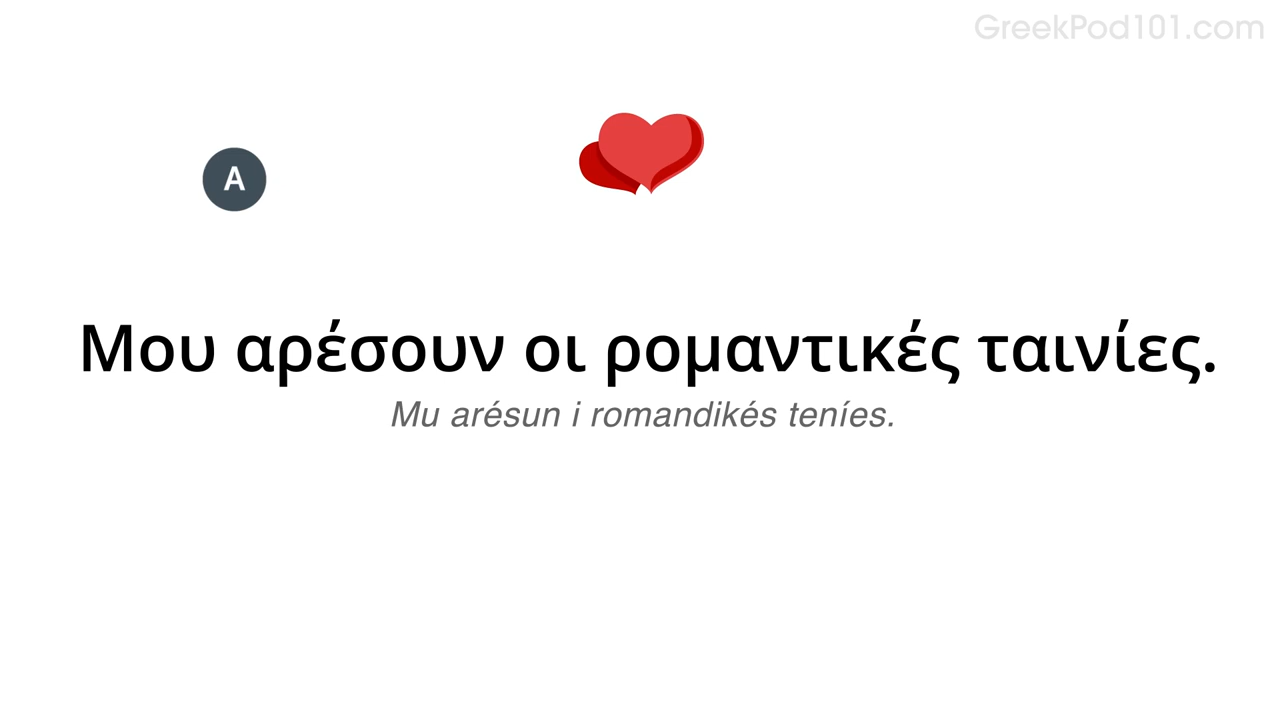 GreekPod101.com
A
Μου αρέσουν οι ρομαντικές ταινίες.
Mu arésun i romandikés teníes.